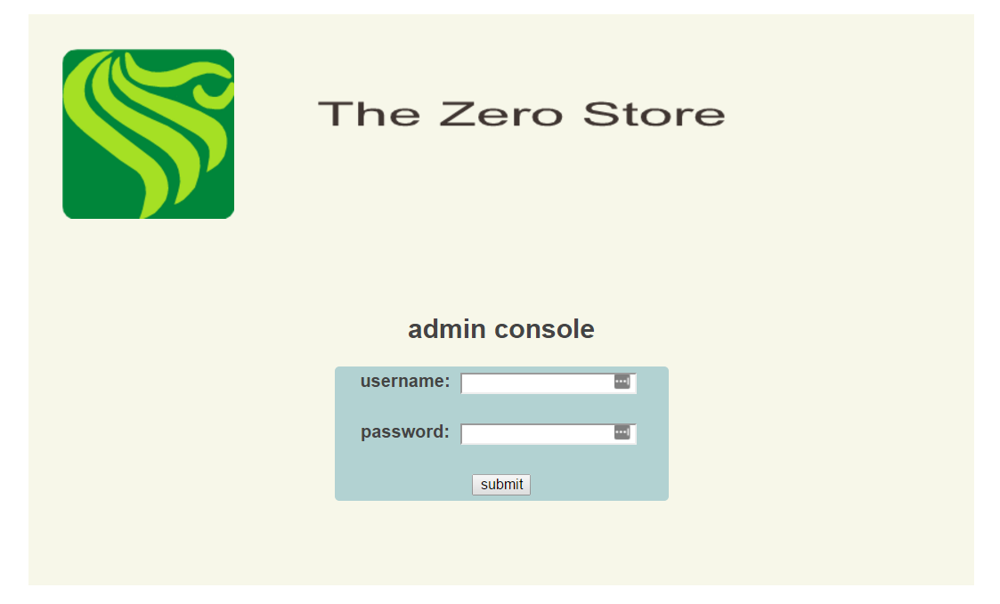 The Zero Store
admin console
username:
password:
submit